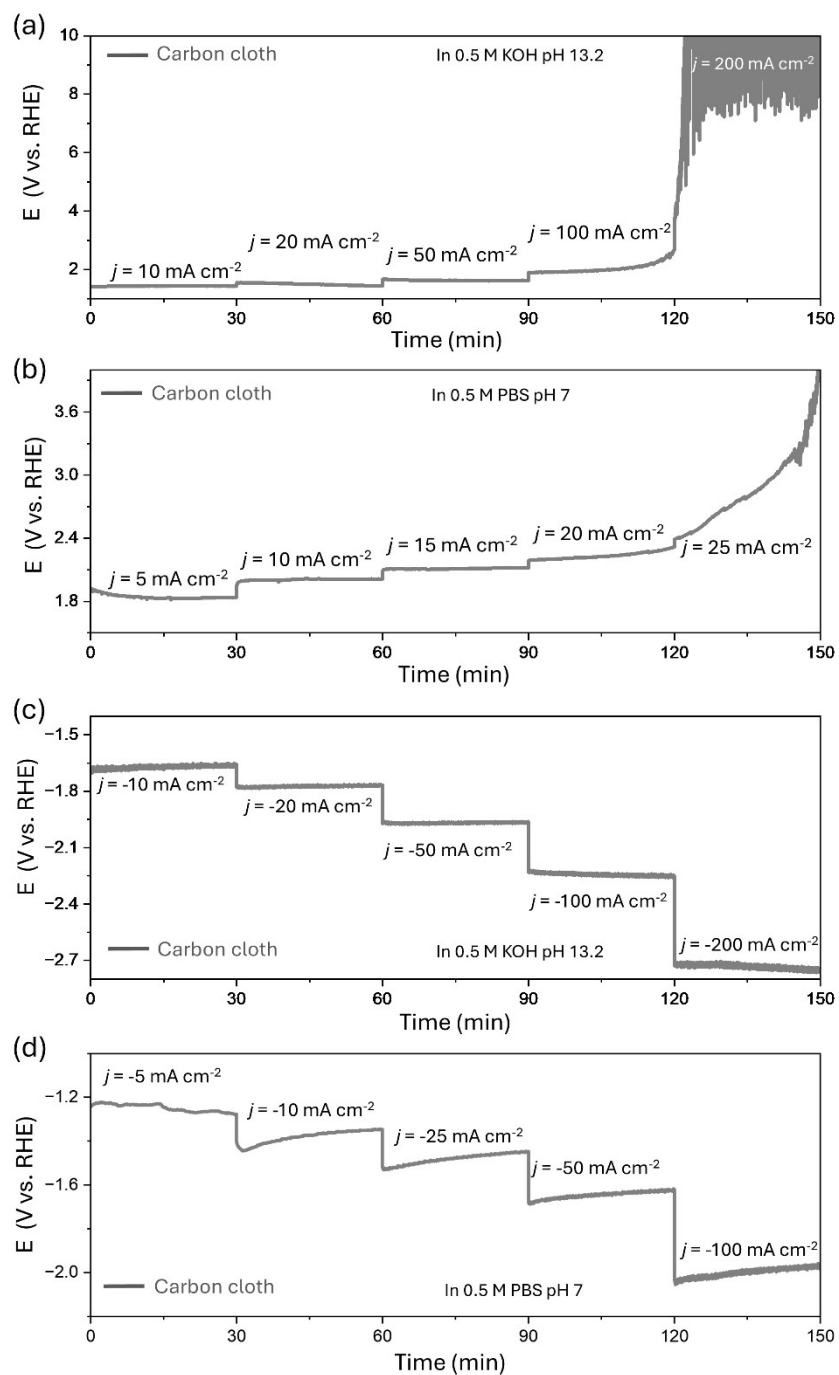 (a)
10
8
6
4
2
E (V vs. RHE)
Carbon cloth
In 0.5 M KOH pH 13.2
j = 10 mA cm-2
j = 20 mA cm-2
j = 50 mA cm-2
j = 100 mA cm-2
j = 200 mA cm-2
0 30 60 90 120 150
Time (min)
(b)
3.6
3.0
2.4
1.8
E (V vs. RHE)
Carbon cloth
In 0.5 M PBS pH 7
j = 5 mA cm-2
j = 10 mA cm-2
j = 15 mA cm-2
j = 20 mA cm-2
j = 25 mA cm-2
0 30 60 90 120 150
Time (min)
(c)
−1.5
−1.8
−2.1
−2.4
−2.7
E (V vs. RHE)
j = -10 mA cm-2
j = -20 mA cm-2
j = -50 mA cm-2
j = -100 mA cm-2
j = -200 mA cm-2
Carbon cloth
In 0.5 M KOH pH 13.2
0 30 60 90 120 150
Time (min)
(d)
−1.2
−1.6
−2.0
E (V vs. RHE)
j = -5 mA cm-2
j = -10 mA cm-2
j = -25 mA cm-2
j = -50 mA cm-2
j = -100 mA cm-2
Carbon cloth
In 0.5 M PBS pH 7
0 30 60 90 120 150
Time (min)